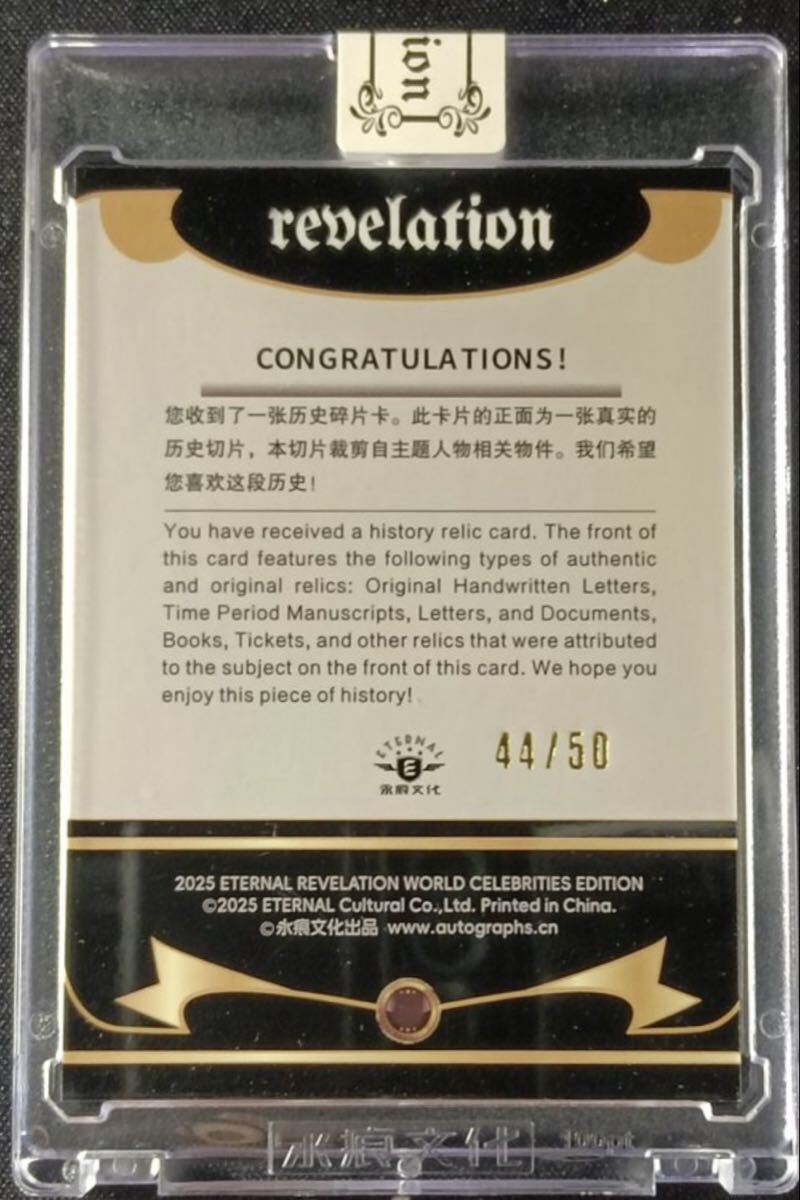 ion
revelation
CONGRATULATIONS!
您收到了一张历史碎片卡。此卡片的正面为一张真实的
历史切片，本切片裁剪自主题人物相关物件。我们希望
您喜欢这段历史！
You have received a history relic card. The front of
this card features the following types of authentic
and original relics: Original Handwritten Letters,
Time Period Manuscripts, Letters, and Documents,
Books, Tickets, and other relics that were attributed
to the subject on the front of this card. We hope you
enjoy this piece of history!
ETERNAL
永痕文化
44/50
2025 ETERNAL REVELATION WORLD CELEBRITIES EDITION
©2025 ETERNAL Cultural Co.,Ltd. Printed in China.
©永痕文化出品 www.autographs.cn
永痕文化